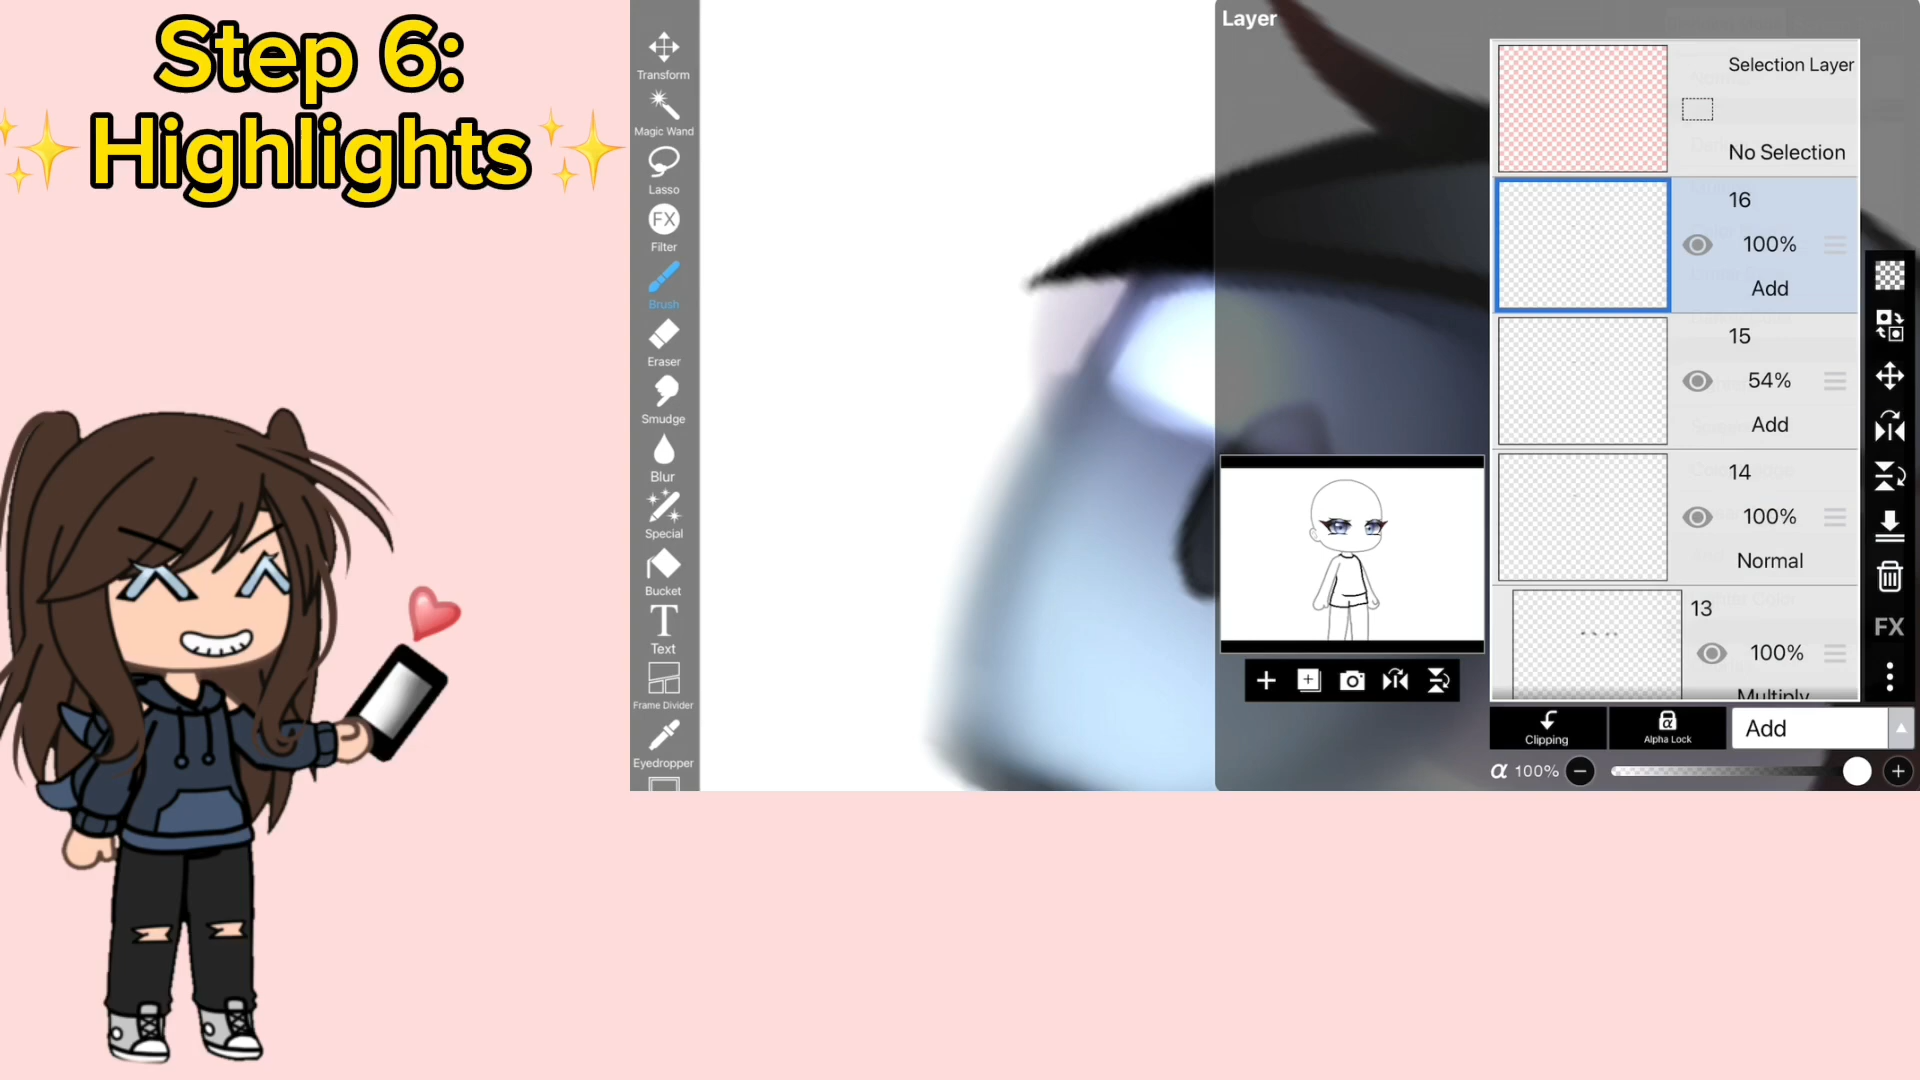 Step 6:
✨Highlights✨
Transform
Magic Wand
Lasso
FX
Filter
Brush
Eraser
Smudge
Blur
Special
Bucket
T
Text
Frame Divider
Eyedropper
Layer
Selection Layer
No Selection
16
100%
Add
15
54%
Add
14
100%
Normal
13
100%
Multiply
FX
Clipping
α
Alpha Lock
Add
α 100%